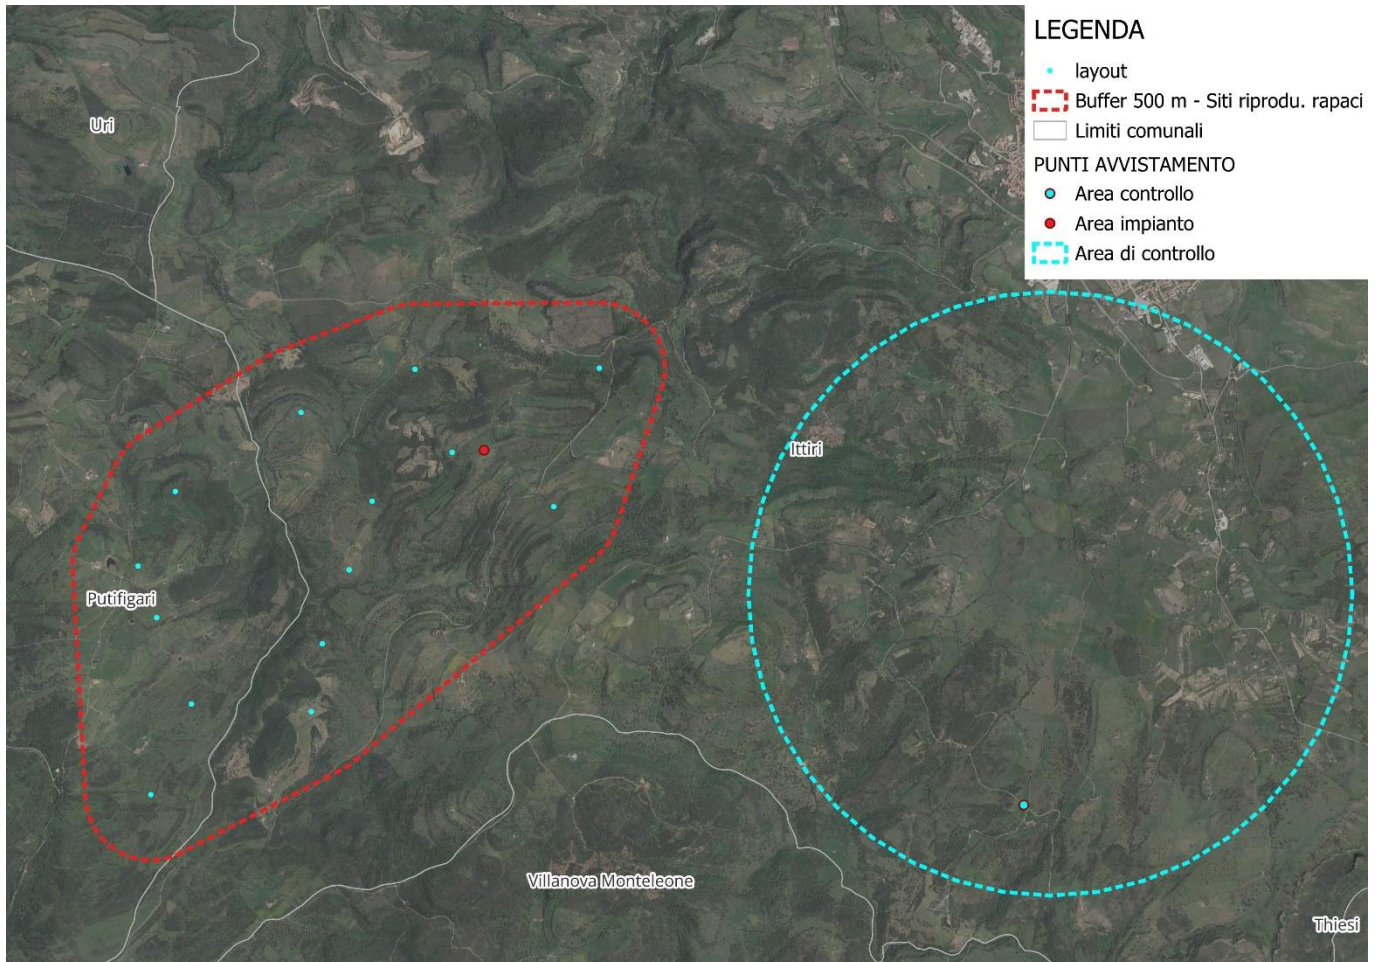 LEGENDA
layout
Buffer 500 m - Siti riprodu. rapaci
Limiti comunali
PUNTI AVVISTAMENTO
Area controllo
Area impianto
Area di controllo
Uri
Ittiri
Putifigari
Villanova Monteleone
Thiesi